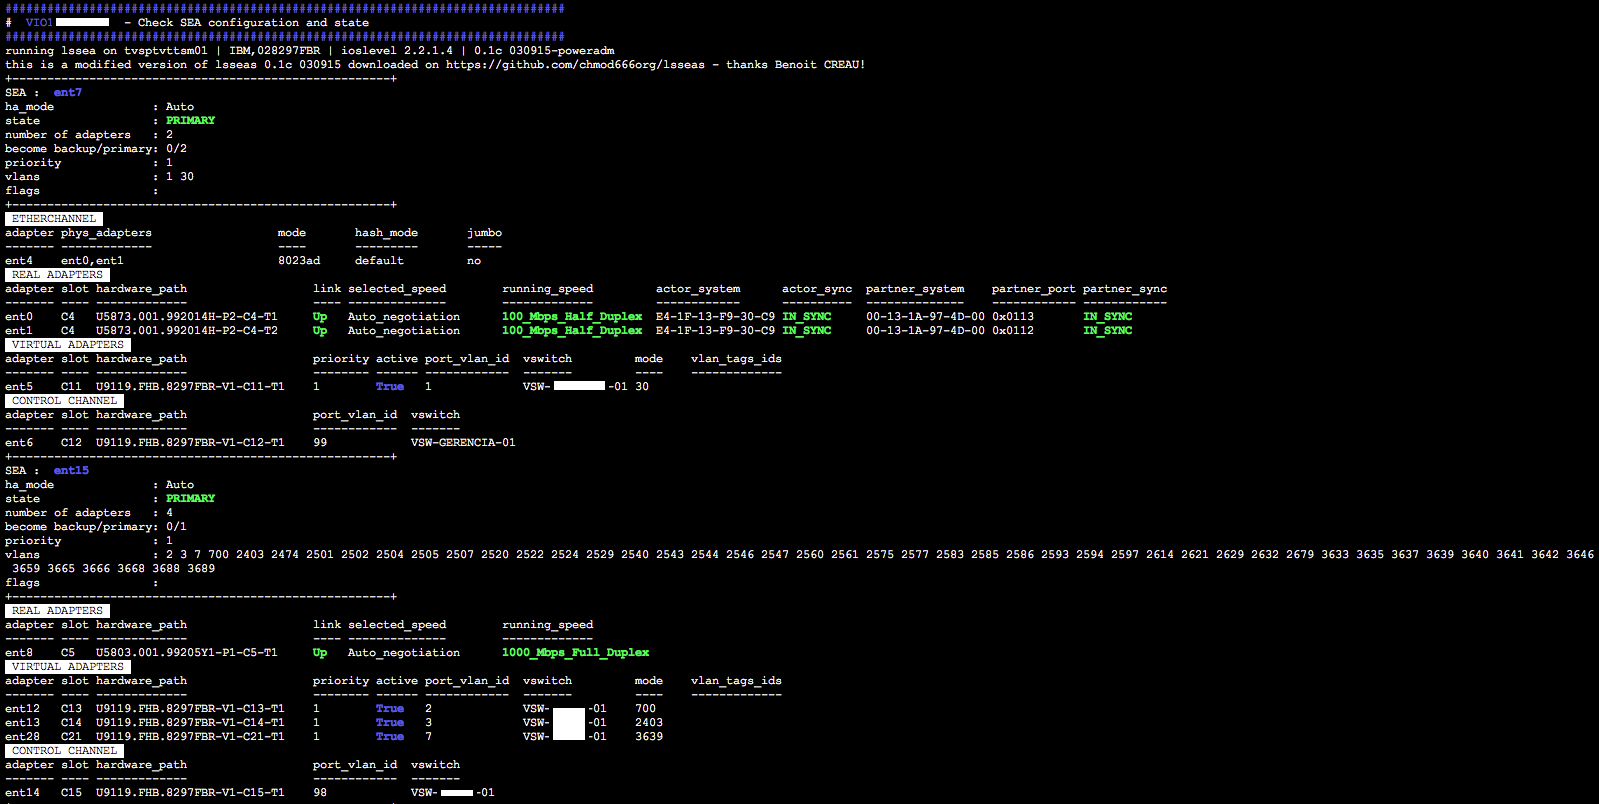 ################################################################################
#  VIO1          - Check SEA configuration and state
################################################################################
running lssea on tvsptvttsm01 | IBM,028297FBR | ioslevel 2.2.1.4 | 0.1c 030915-poweradm
this is a modified version of lsseas 0.1c 030915 downloaded on https://github.com/chmod666org/lsseas - thanks Benoit CREAU!
+------------------------------------------------------+
SEA :  ent7
ha_mode              : Auto
state                : PRIMARY
number of adapters   : 2
become backup/primary: 0/2
priority             : 1
vlans                : 1 30
flags                :
+------------------------------------------------------+
ETHERCHANNEL
adapter phys_adapters                  mode       hash_mode       jumbo
------- -------------                  ----       ---------       -----
ent4    ent0,ent1                      8023ad     default         no
REAL ADAPTERS
adapter slot hardware_path                  link selected_speed        running_speed         actor_system      actor_sync  partner_system    partner_port partner_sync
------- ---- -------------                  ---- --------------        -------------         ------------      ----------  --------------    ------------ ------------
ent0    C4   U5873.001.992014H-P2-C4-T1     Up   Auto_negotiation      100_Mbps_Half_Duplex  E4-1F-13-F9-30-C9 IN_SYNC     00-13-1A-97-4D-00 0x0113       IN_SYNC
ent1    C4   U5873.001.992014H-P2-C4-T2     Up   Auto_negotiation      100_Mbps_Half_Duplex  E4-1F-13-F9-30-C9 IN_SYNC     00-13-1A-97-4D-00 0x0112       IN_SYNC
VIRTUAL ADAPTERS
adapter slot hardware_path                  priority active port_vlan_id  vswitch         mode    vlan_tags_ids
------- ---- -------------                  -------- ------ ------------  -------         ----    -------------
ent5    C11  U9119.FHB.8297FBR-V1-C11-T1    1        True   1             VSW-        -01 30
CONTROL CHANNEL
adapter slot hardware_path                  port_vlan_id  vswitch
------- ---- -------------                  ------------  -------
ent6    C12  U9119.FHB.8297FBR-V1-C12-T1    99            VSW-GERENCIA-01
+------------------------------------------------------+
SEA :  ent15
ha_mode              : Auto
state                : PRIMARY
number of adapters   : 4
become backup/primary: 0/1
priority             : 1
vlans                : 2 3 7 700 2403 2474 2501 2502 2504 2505 2507 2520 2522 2524 2529 2540 2543 2544 2546 2547 2560 2561 2575 2577 2583 2585 2586 2593 2594 2597 2614 2621 2629 2632 2679 3633 3635 3637 3639 3640 3641 3642 3646
3659 3665 3666 3668 3688 3689
flags                :
+------------------------------------------------------+
REAL ADAPTERS
adapter slot hardware_path                  link selected_speed        running_speed
------- ---- -------------                  ---- --------------        -------------
ent8    C5   U5803.001.99205Y1-P1-C5-T1     Up   Auto_negotiation      1000_Mbps_Full_Duplex
VIRTUAL ADAPTERS
adapter slot hardware_path                  priority active port_vlan_id  vswitch         mode    vlan_tags_ids
------- ---- -------------                  -------- ------ ------------  -------         ----    -------------
ent12   C13  U9119.FHB.8297FBR-V1-C13-T1    1        True   2             VSW-     -01    700
ent13   C14  U9119.FHB.8297FBR-V1-C14-T1    1        True   3             VSW-     -01    2403
ent28   C21  U9119.FHB.8297FBR-V1-C21-T1    1        True   7             VSW-     -01    3639
CONTROL CHANNEL
adapter slot hardware_path                  port_vlan_id  vswitch
------- ---- -------------                  ------------  -------
ent14   C15  U9119.FHB.8297FBR-V1-C15-T1    98            VSW-     -01